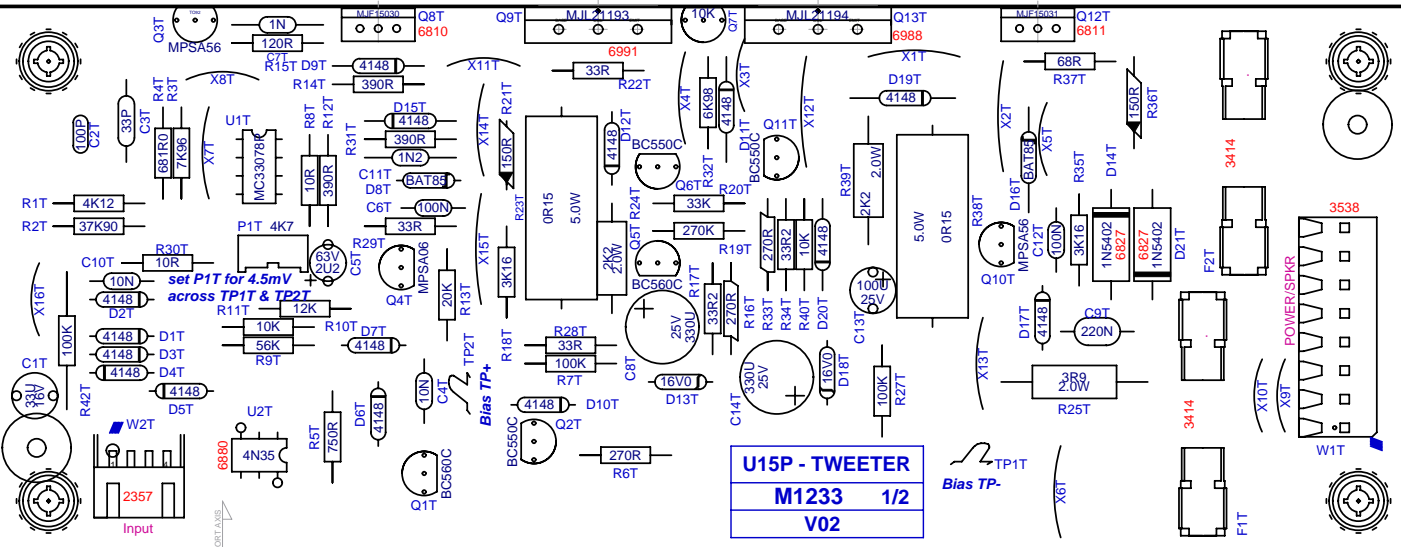 Q3T
MPSA56
1N
120R
C7T
R15T
MJF15030
Q8T
6810
Q9T
MJL21193
6991
10K
Q7T
MJL21194
Q13T
6988
MJF15031
Q12T
6811
X8T
D9T
4148
R14T
390R
X11T
33R
R22T
X4T
X3T
X1T
D19T
4148
68R
R37T
R36T
150R
3414
100P
C2T
33P
C3T
R4T
R3T
681R0
7K96
X7T
U1T
MC33078P
R8T
R12T
10R
390R
R31T
D15T
4148
390R
1N2
C11T
D8T
BAT85
C6T
100N
33R
R29T
X14T
R21T
150R
R23T
0R15
5.0W
D12T
4148
R24T
2K2
2.0W
BC550C
Q6T
6K98
R32T
4148
D11T
BC550C
Q11T
X12T
R39T
2K2
2.0W
5.0W
0R15
R38T
X2T
X5T
BAT85
D16T
R35T
3K16
D14T
1N5402
6827
6827
1N5402
D21T
F2T
3538
R1T
4K12
R2T
37K90
R30T
10R
P1T 4K7
63V
2U2
C5T
set P1T for 4.5mV
across TP1T & TP2T
MPSA06
Q4T
20K
R13T
X15T
3K16
R18T
Q5T
BC560C
R20T
33K
270K
R19T
270R
33R2
10K
4148
R33T
R34T
R40T
D20T
R17T
33R2
270R
R16T
100U
25V
C13T
MPSA56
Q10T
100N
C12T
D17T
4148
C9T
220N
POWER/SPKR
X16T
C10T
10N
4148
D2T
R11T
12K
10K
R10T
56K
R9T
D7T
4148
100K
R42T
4148
D1T
4148
D3T
4148
D4T
4148
D5T
C1T
33U
16V
R28T
33R
100K
R7T
25V
330U
C8T
16V0
D13T
330U
25V
C14T
16V0
D18T
100K
R27T
X13T
3R9
2.0W
R25T
3414
X10T
X9T
W1T
10N
C4T
TP2T
Bias TP+
4148
D10T
BC550C
Q2T
W2T
2357
Input
U2T
6880
4N35
R5T
750R
D6T
4148
BC560C
Q1T
270R
R6T
U15P - TWEETER
M1233 1/2
V02
TP1T
Bias TP-
X6T
F1T
ORT AXIS